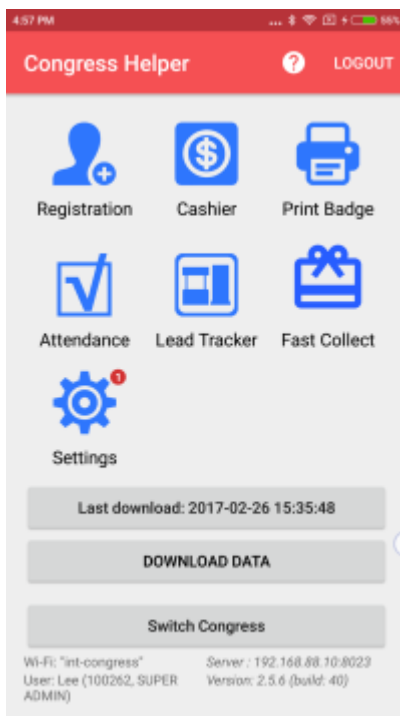 4:57 PM ... 66%
Congress Helper ? LOGOUT
Registration Cashier Print Badge
Attendance Lead Tracker Fast Collect
1
Settings
Last download: 2017-02-26 15:35:48
DOWNLOAD DATA
Switch Congress
Wi-Fi: "int-congress" Server : 192.168.88.10:8023
User: Lee (100262, SUPER Version: 2.5.6 (build: 40)
ADMIN)